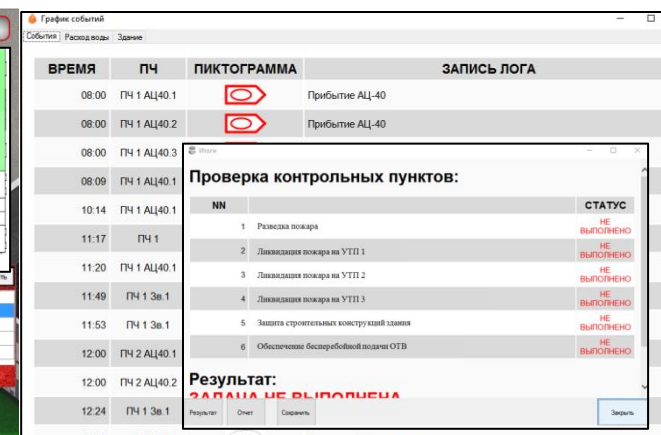 График событий
События Расход воды Здание
ВРЕМЯ ПЧ ПИКТОГРАММА ЗАПИСЬ ЛОГА
08:00 ПЧ 1 АЦ40.1 Прибытие АЦ-40
08:00 ПЧ 1 АЦ40.2 Прибытие АЦ-40
08:00 ПЧ 1 АЦ40.3
08:09 ПЧ 1 АЦ40.1
10:14 ПЧ 1 АЦ40.1
11:17 ПЧ 1
11:20 ПЧ 1 АЦ40.1
11:49 ПЧ 1 Зв.1
11:53 ПЧ 1 Зв.1
12:00 ПЧ 2 АЦ40.1
12:00 ПЧ 2 АЦ40.2
12:24 ПЧ 1 Зв.1
Итоги
Проверка контрольных пунктов:
NN СТАТУС
1 Разведка пожара НЕ ВЫПОЛНЕНО
2 Ликвидация пожара на УТП 1 НЕ ВЫПОЛНЕНО
3 Ликвидация пожара на УТП 2 НЕ ВЫПОЛНЕНО
4 Ликвидация пожара на УТП 3 НЕ ВЫПОЛНЕНО
5 Защита строительных конструкций здания НЕ ВЫПОЛНЕНО
6 Обеспечение бесперебойной подачи ОТВ НЕ ВЫПОЛНЕНО
Результат:
ЗАДАЧА НЕ ВЫПОЛНЕНА
Результат Отчет Сохранить Закрыть